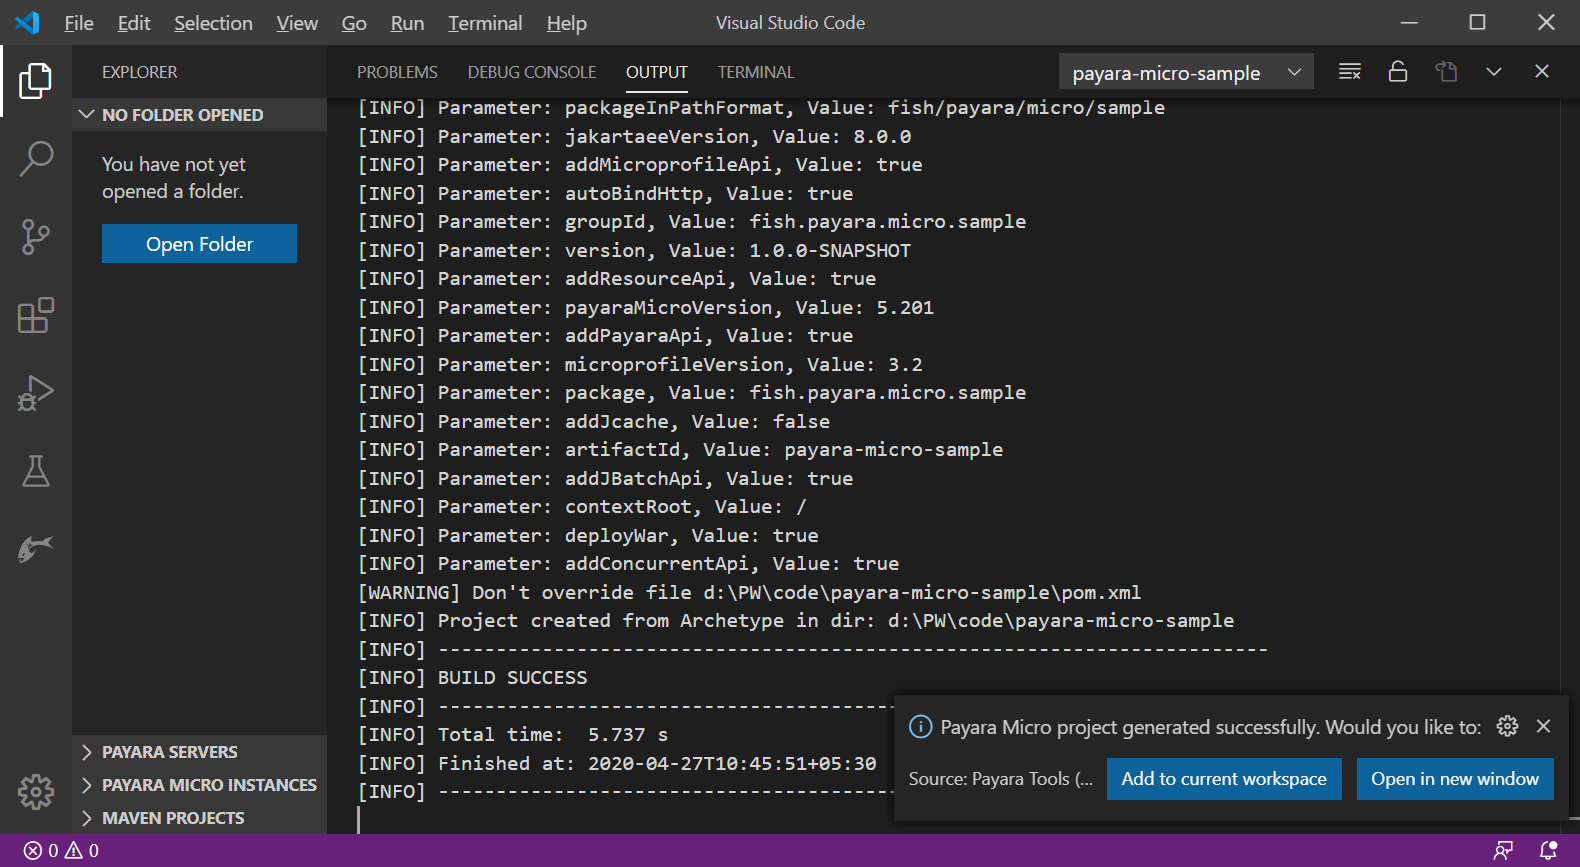 File Edit Selection View Go Run Terminal Help Visual Studio Code
EXPLORER
NO FOLDER OPENED
You have not yet
opened a folder.
Open Folder
PAYARA SERVERS
PAYARA MICRO INSTANCES
MAVEN PROJECTS
PROBLEMS DEBUG CONSOLE OUTPUT TERMINAL payara-micro-sample
[INFO] Parameter: packageInPathFormat, Value: fish/payara/micro/sample
[INFO] Parameter: jakartaeeVersion, Value: 8.0.0
[INFO] Parameter: addMicroprofileApi, Value: true
[INFO] Parameter: autoBindHttp, Value: true
[INFO] Parameter: groupId, Value: fish.payara.micro.sample
[INFO] Parameter: version, Value: 1.0.0-SNAPSHOT
[INFO] Parameter: addResourceApi, Value: true
[INFO] Parameter: payaraMicroVersion, Value: 5.201
[INFO] Parameter: addPayaraApi, Value: true
[INFO] Parameter: microprofileVersion, Value: 3.2
[INFO] Parameter: package, Value: fish.payara.micro.sample
[INFO] Parameter: addJcache, Value: false
[INFO] Parameter: artifactId, Value: payara-micro-sample
[INFO] Parameter: addJBatchApi, Value: true
[INFO] Parameter: contextRoot, Value: /
[INFO] Parameter: deployWar, Value: true
[INFO] Parameter: addConcurrentApi, Value: true
[WARNING] Don't override file d:\PW\code\payara-micro-sample\pom.xml
[INFO] Project created from Archetype in dir: d:\PW\code\payara-micro-sample
[INFO] ------------------------------------------------------------------------
[INFO] BUILD SUCCESS
[INFO] ----------------------------------------
[INFO] Total time:  5.737 s
[INFO] Finished at: 2020-04-27T10:45:51+05:30
[INFO] ----------------------------------------
Payara Micro project generated successfully. Would you like to:
Source: Payara Tools (... Add to current workspace Open in new window
0 0